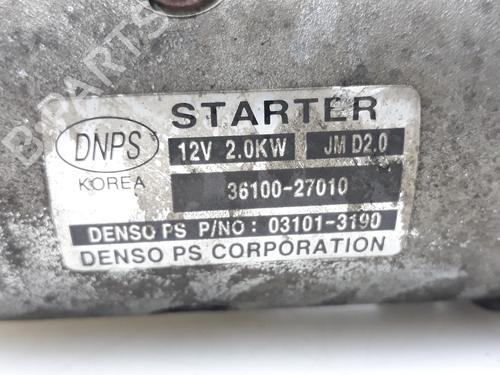 STARTER
DNPS
KOREA
12V 2.0KW JM D2.0
36100-27010
DENSO PS P/NO : 03101-3190
DENSO PS CORPORATION
B-PARTS